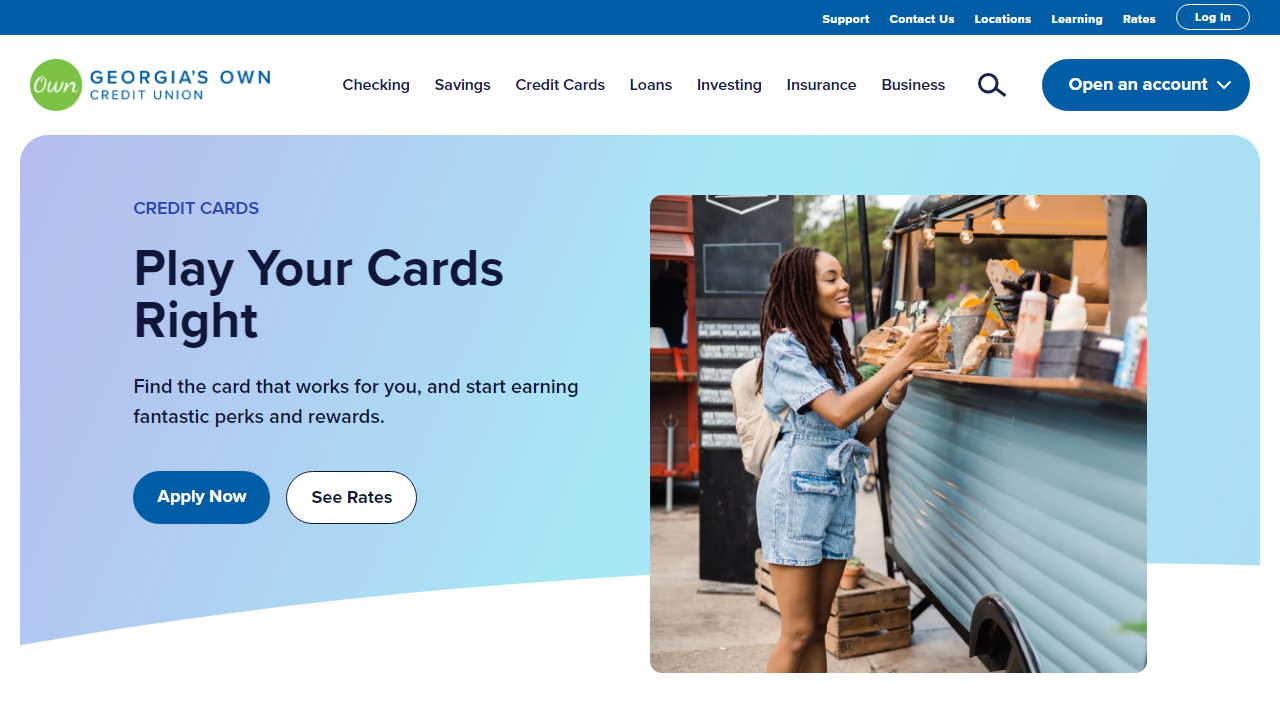 Support Contact Us Locations Learning Rates Log In
Own GEORGIA'S OWN
CREDIT UNION
Checking Savings Credit Cards Loans Investing Insurance Business Open an account
CREDIT CARDS
Play Your Cards
Right
Find the card that works for you, and start earning
fantastic perks and rewards.
Apply Now See Rates